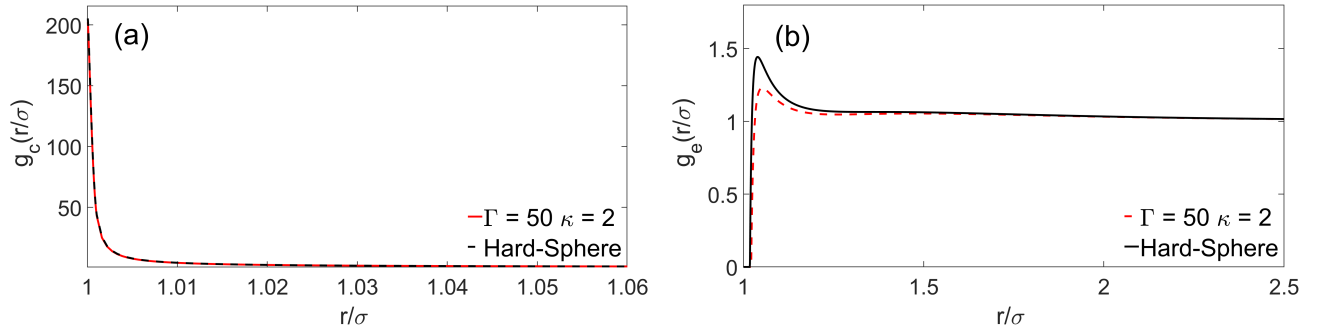 (a)
200
150
100
50
g_c(r/σ)
Γ = 50 κ = 2
Hard-Sphere
1 1.01 1.02 1.03 1.04 1.05 1.06
r/σ
(b)
1.5
1
0.5
0
g_e(r/σ)
Γ = 50 κ = 2
Hard-Sphere
1 1.5 2 2.5
r/σ